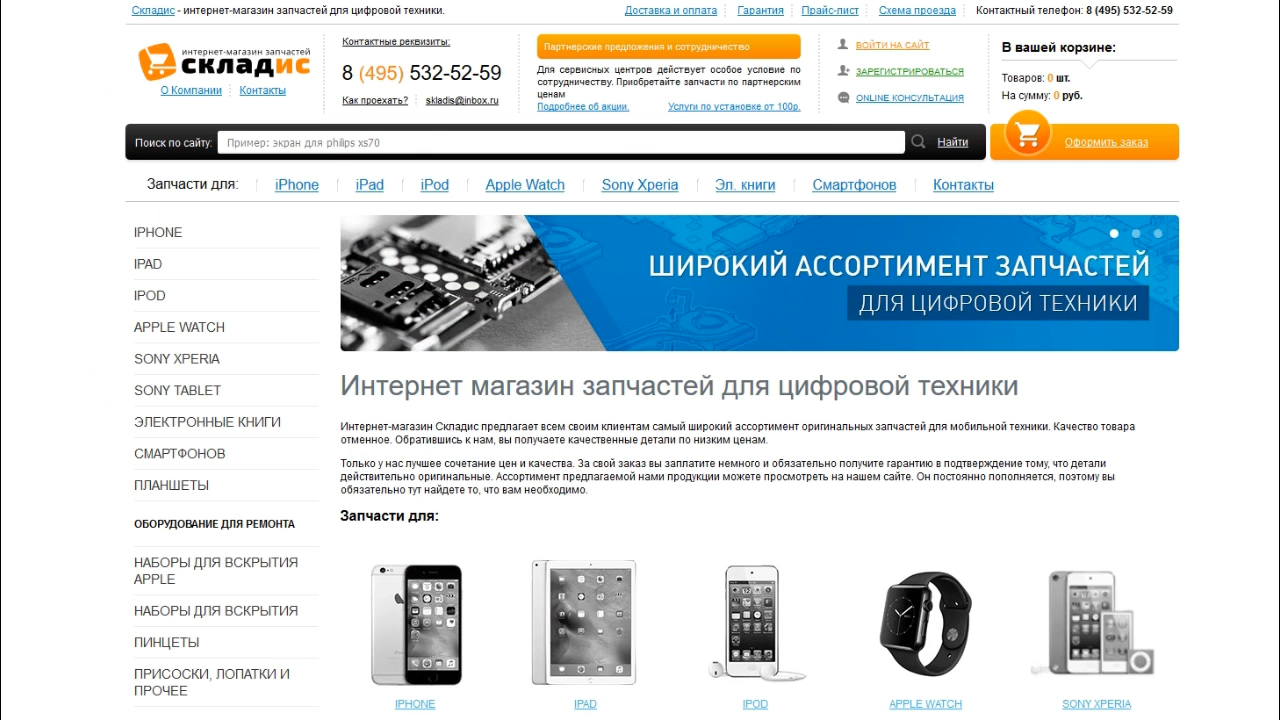 Складис - интернет-магазин запчастей для цифровой техники.
Доставка и оплата Гарантия Прайс-лист Схема проезда Контактный телефон: 8 (495) 532-52-59
интернет-магазин запчастей
складис
О Компании Контакты
Контактные реквизиты:
8 (495) 532-52-59
Как проехать? skladis@inbox.ru
Партнерские предложения и сотрудничество
Для сервисных центров действует особое условие по
сотрудничеству. Приобретайте запчасти по партнерским
ценам
Подробнее об акции. Услуги по установке от 100р.
ВОЙТИ НА САЙТ
ЗАРЕГИСТРИРОВАТЬСЯ
ONLINE КОНСУЛЬТАЦИЯ
В вашей корзине:
Товаров: 0 шт.
На сумму: 0 руб.
Поиск по сайту: Пример: экран для philips xs70 Найти
Оформить заказ
Запчасти для: iPhone iPad iPod Apple Watch Sony Xperia Эл. книги Смартфонов Контакты
IPHONE
IPAD
IPOD
APPLE WATCH
SONY XPERIA
SONY TABLET
ЭЛЕКТРОННЫЕ КНИГИ
СМАРТФОНОВ
ПЛАНШЕТЫ
ОБОРУДОВАНИЕ ДЛЯ РЕМОНТА
НАБОРЫ ДЛЯ ВСКРЫТИЯ
APPLE
НАБОРЫ ДЛЯ ВСКРЫТИЯ
ПИНЦЕТЫ
ПРИСОСКИ, ЛОПАТКИ И
ПРОЧЕЕ
ШИРОКИЙ АССОРТИМЕНТ ЗАПЧАСТЕЙ
ДЛЯ ЦИФРОВОЙ ТЕХНИКИ
Интернет магазин запчастей для цифровой техники
Интернет-магазин Складис предлагает всем своим клиентам самый широкий ассортимент оригинальных запчастей для мобильной техники. Качество товара
отменное. Обратившись к нам, вы получаете качественные детали по низким ценам.
Только у нас лучшее сочетание цен и качества. За свой заказ вы заплатите немного и обязательно получите гарантию в подтверждение тому, что детали
действительно оригинальные. Ассортимент предлагаемой нами продукции можете просмотреть на нашем сайте. Он постоянно пополняется, поэтому вы
обязательно тут найдете то, что вам необходимо.
Запчасти для:
IPHONE IPAD IPOD APPLE WATCH SONY XPERIA